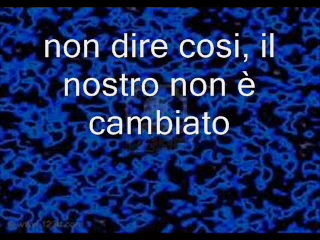 non dire cosi, il
nostro non è
cambiato